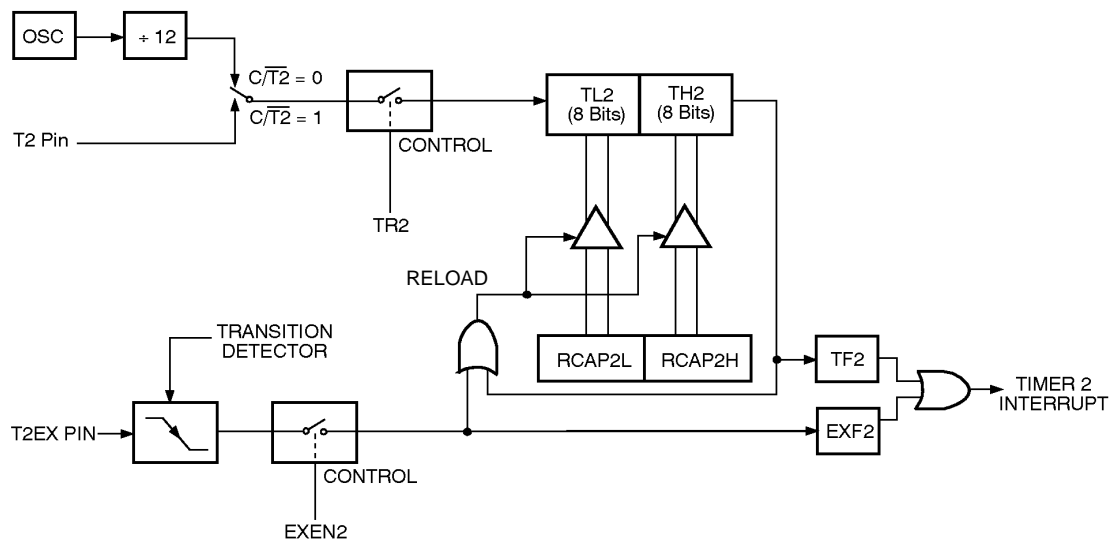 OSC
÷ 12
C/T2 = 0
C/T2 = 1
T2 Pin
CONTROL
TR2
TL2
(8 Bits)
TH2
(8 Bits)
RELOAD
TRANSITION
DETECTOR
RCAP2L
RCAP2H
TF2
TIMER 2
INTERRUPT
T2EX PIN
EXF2
CONTROL
EXEN2